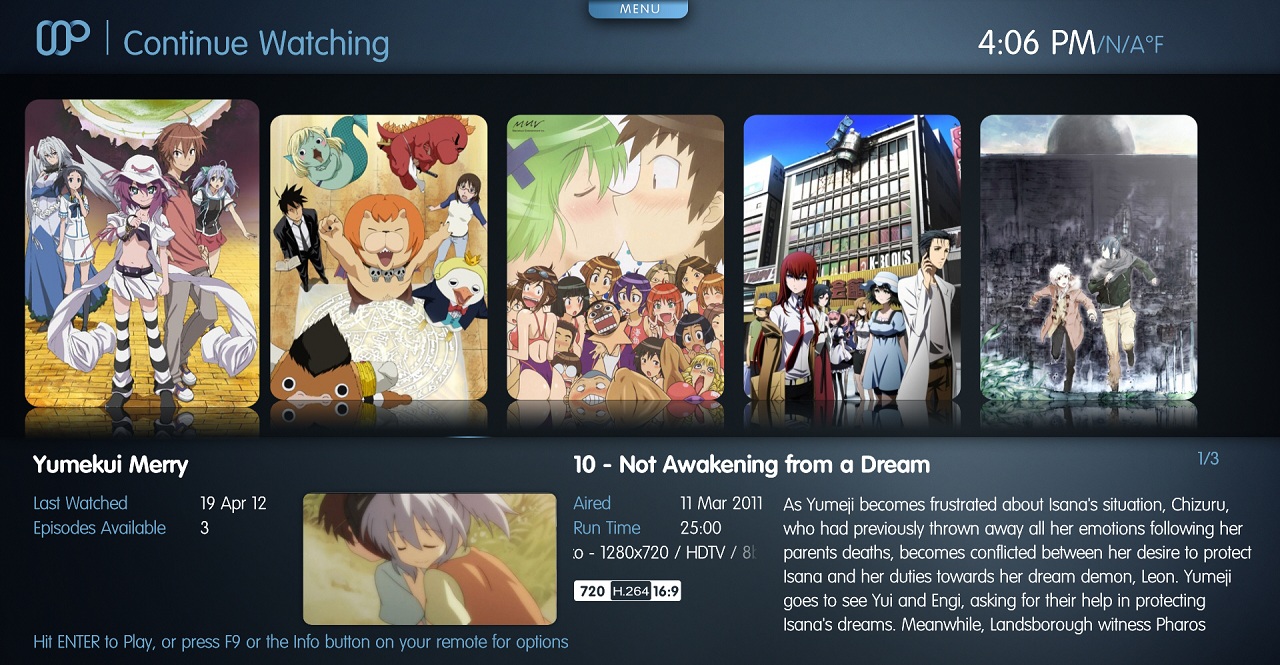 MENU
Continue Watching
4:06 PM/N/A°F
Yumekui Merry
Last Watched 19 Apr 12
Episodes Available 3
10 - Not Awakening from a Dream
1/3
Aired 11 Mar 2011
Run Time 25:00
:o - 1280x720 / HDTV / 8
720 H.264 16:9
As Yumeji becomes frustrated about Isana's situation, Chizuru,
who had previously thrown away all her emotions following her
parents deaths, becomes conflicted between her desire to protect
Isana and her duties towards her dream demon, Leon. Yumeji
goes to see Yui and Engi, asking for their help in protecting
Isana's dreams. Meanwhile, Landsborough witness Pharos
Hit ENTER to Play, or press F9 or the Info button on your remote for options